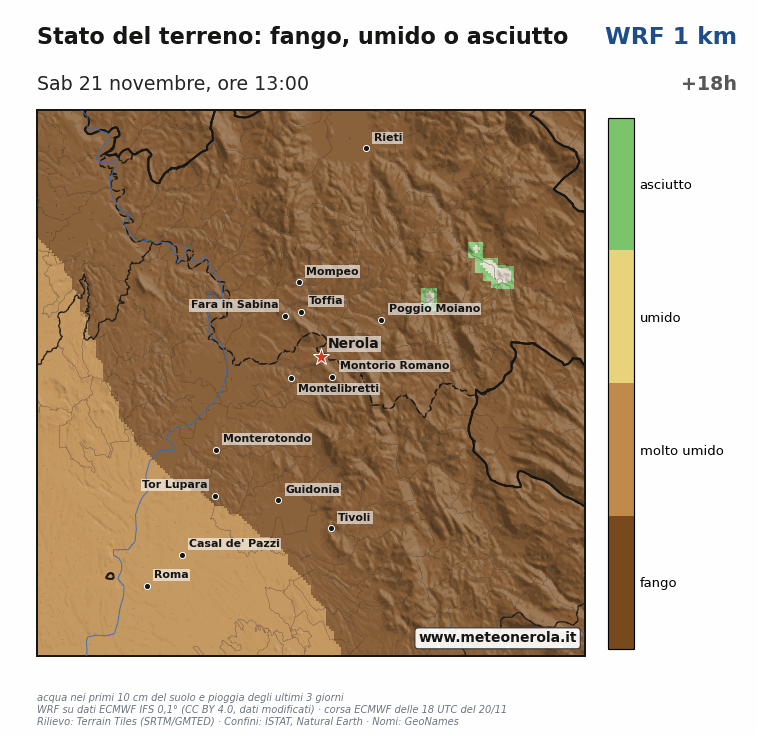 Stato del terreno: fango, umido o asciutto
WRF 1 km
Sab 21 novembre, ore 13:00
+18h
Rieti
asciutto
Mompeo
Toffia
Fara in Sabina
Poggio Moiano
umido
Nerola
Montorio Romano
Montelibretti
Monterotondo
molto umido
Tor Lupara
Guidonia
Tivoli
Casal de' Pazzi
Roma
fango
www.meteonerola.it
acqua nei primi 10 cm del suolo e pioggia degli ultimi 3 giorni
WRF su dati ECMWF IFS 0,1° (CC BY 4.0, dati modificati) · corsa ECMWF delle 18 UTC del 20/11
Rilievo: Terrain Tiles (SRTM/GMTED) · Confini: ISTAT, Natural Earth · Nomi: GeoNames